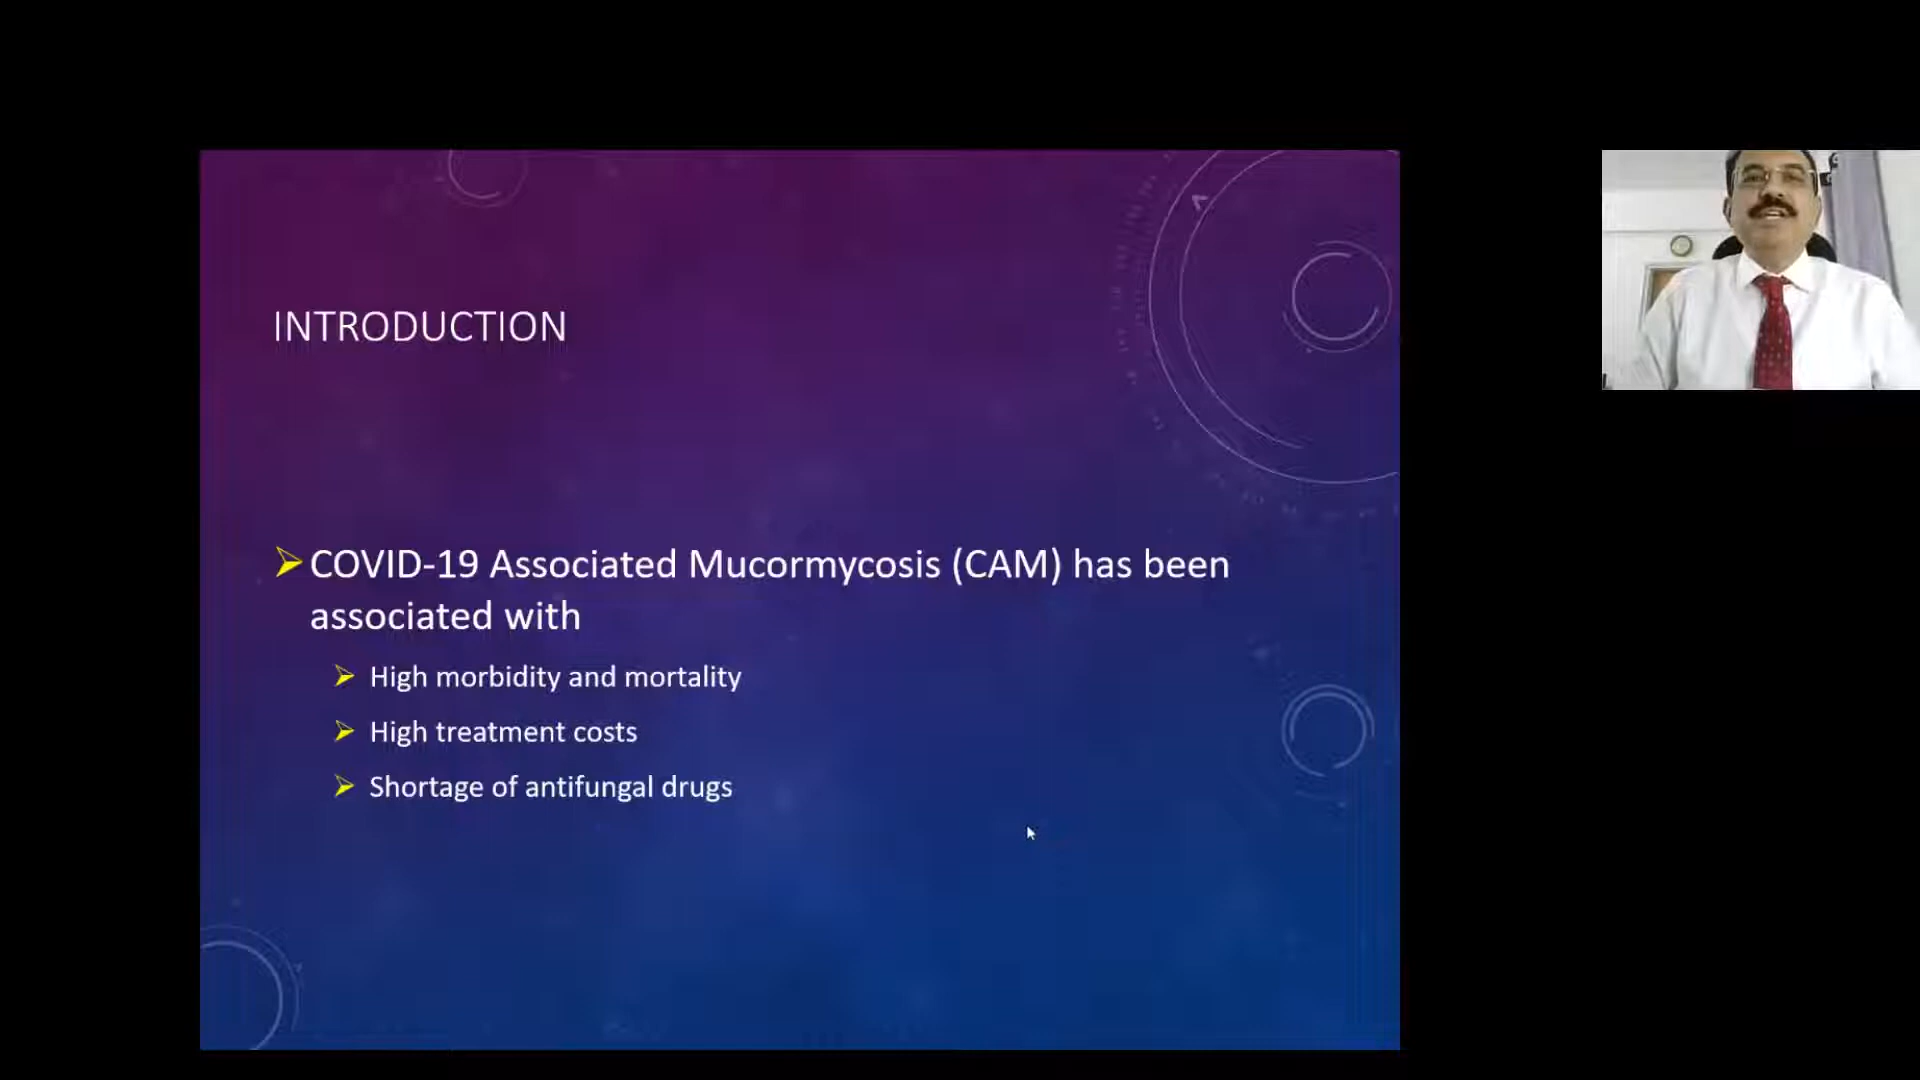 INTRODUCTION
COVID-19 Associated Mucormycosis (CAM) has been
associated with
High morbidity and mortality
High treatment costs
Shortage of antifungal drugs